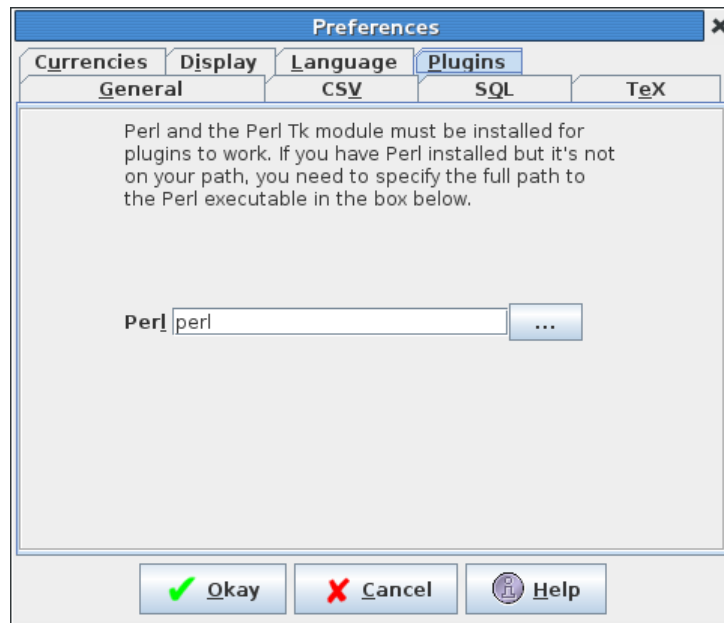 Preferences
Currencies Display Language Plugins
General CSV SQL TeX
Perl and the Perl Tk module must be installed for
plugins to work. If you have Perl installed but it's not
on your path, you need to specify the full path to
the Perl executable in the box below.
Perl perl ...
Okay Cancel Help